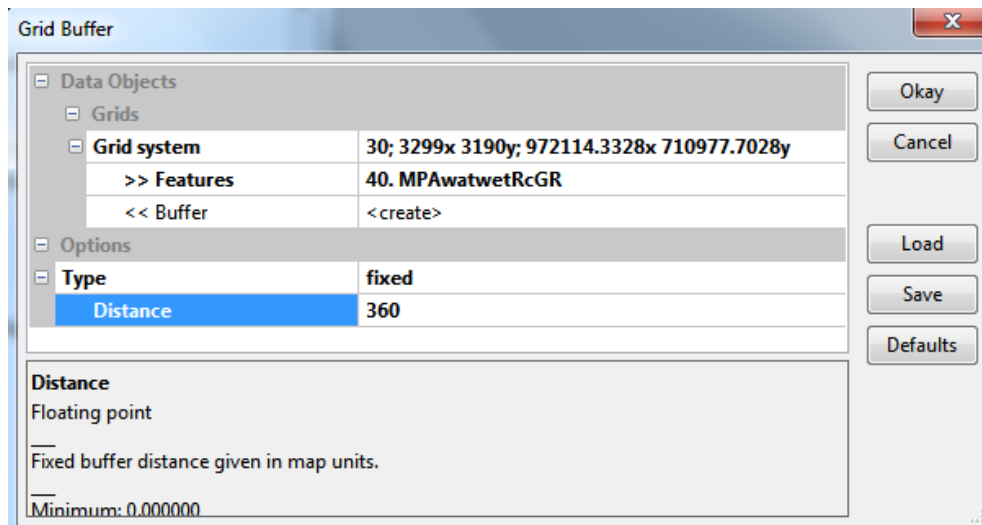 Grid Buffer
Data Objects
Grids
Grid system 30; 3299x 3190y; 972114.3328x 710977.7028y
>> Features 40. MPAwatwetRcGR
<< Buffer <create>
Options
Type fixed
Distance 360
Okay
Cancel
Load
Save
Defaults
Distance
Floating point
__
Fixed buffer distance given in map units.
__
Minimum: 0.000000